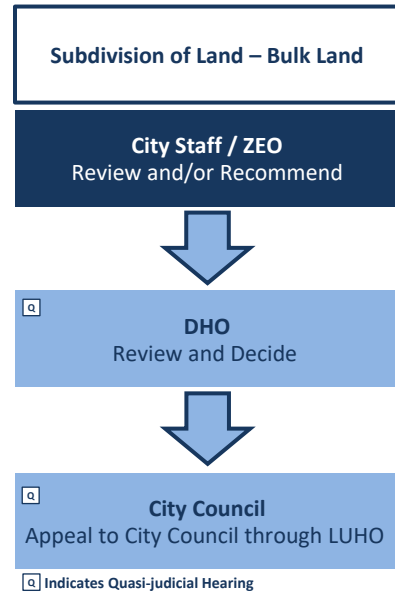 Subdivision of Land – Bulk Land
City Staff / ZEO
Review and/or Recommend
Q
DHO
Review and Decide
Q
City Council
Appeal to City Council through LUHO
Q Indicates Quasi-judicial Hearing